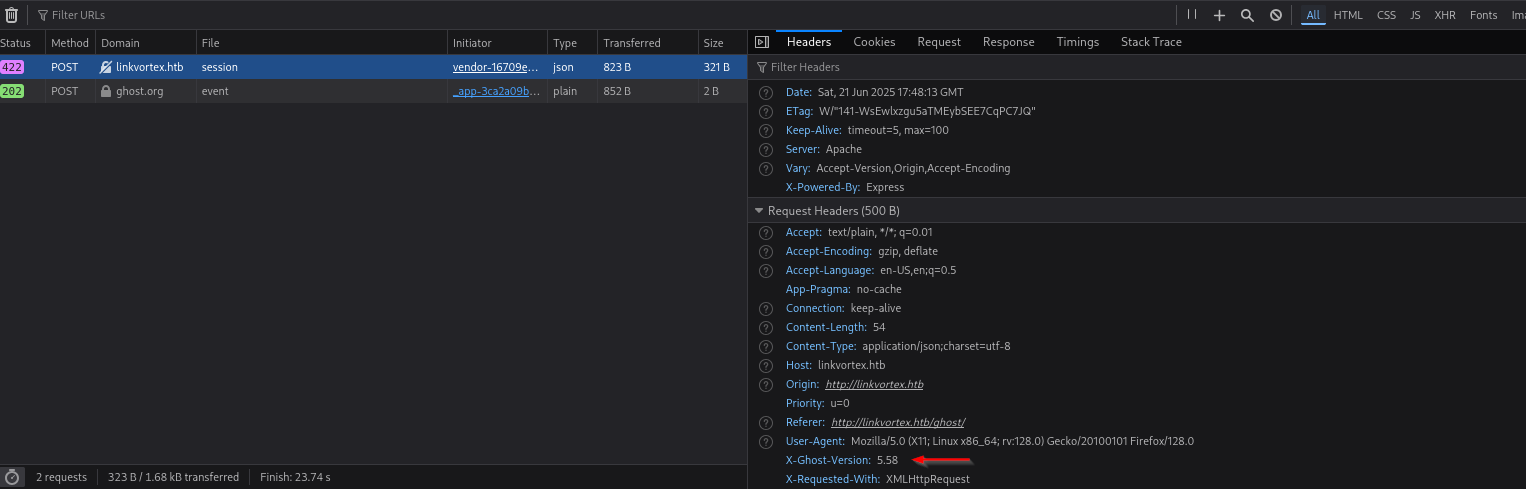 Filter URLs
All HTML CSS JS XHR Fonts Ima
Status Method Domain File Initiator Type Transferred Size
422 POST linkvortex.htb session vendor-16709e... json 823 B 321 B
202 POST ghost.org event _app-3ca2a09b... plain 852 B 2 B
Headers Cookies Request Response Timings Stack Trace
Filter Headers
Date: Sat, 21 Jun 2025 17:48:13 GMT
ETag: W/"141-WsEwlxzgu5aTMEybSEE7CqPC7JQ"
Keep-Alive: timeout=5, max=100
Server: Apache
Vary: Accept-Version,Origin,Accept-Encoding
X-Powered-By: Express
Request Headers (500 B)
Accept: text/plain, */*; q=0.01
Accept-Encoding: gzip, deflate
Accept-Language: en-US,en;q=0.5
App-Pragma: no-cache
Connection: keep-alive
Content-Length: 54
Content-Type: application/json;charset=utf-8
Host: linkvortex.htb
Origin: http://linkvortex.htb
Priority: u=0
Referer: http://linkvortex.htb/ghost/
User-Agent: Mozilla/5.0 (X11; Linux x86_64; rv:128.0) Gecko/20100101 Firefox/128.0
X-Ghost-Version: 5.58
X-Requested-With: XMLHttpRequest
2 requests 323 B / 1.68 kB transferred Finish: 23.74 s